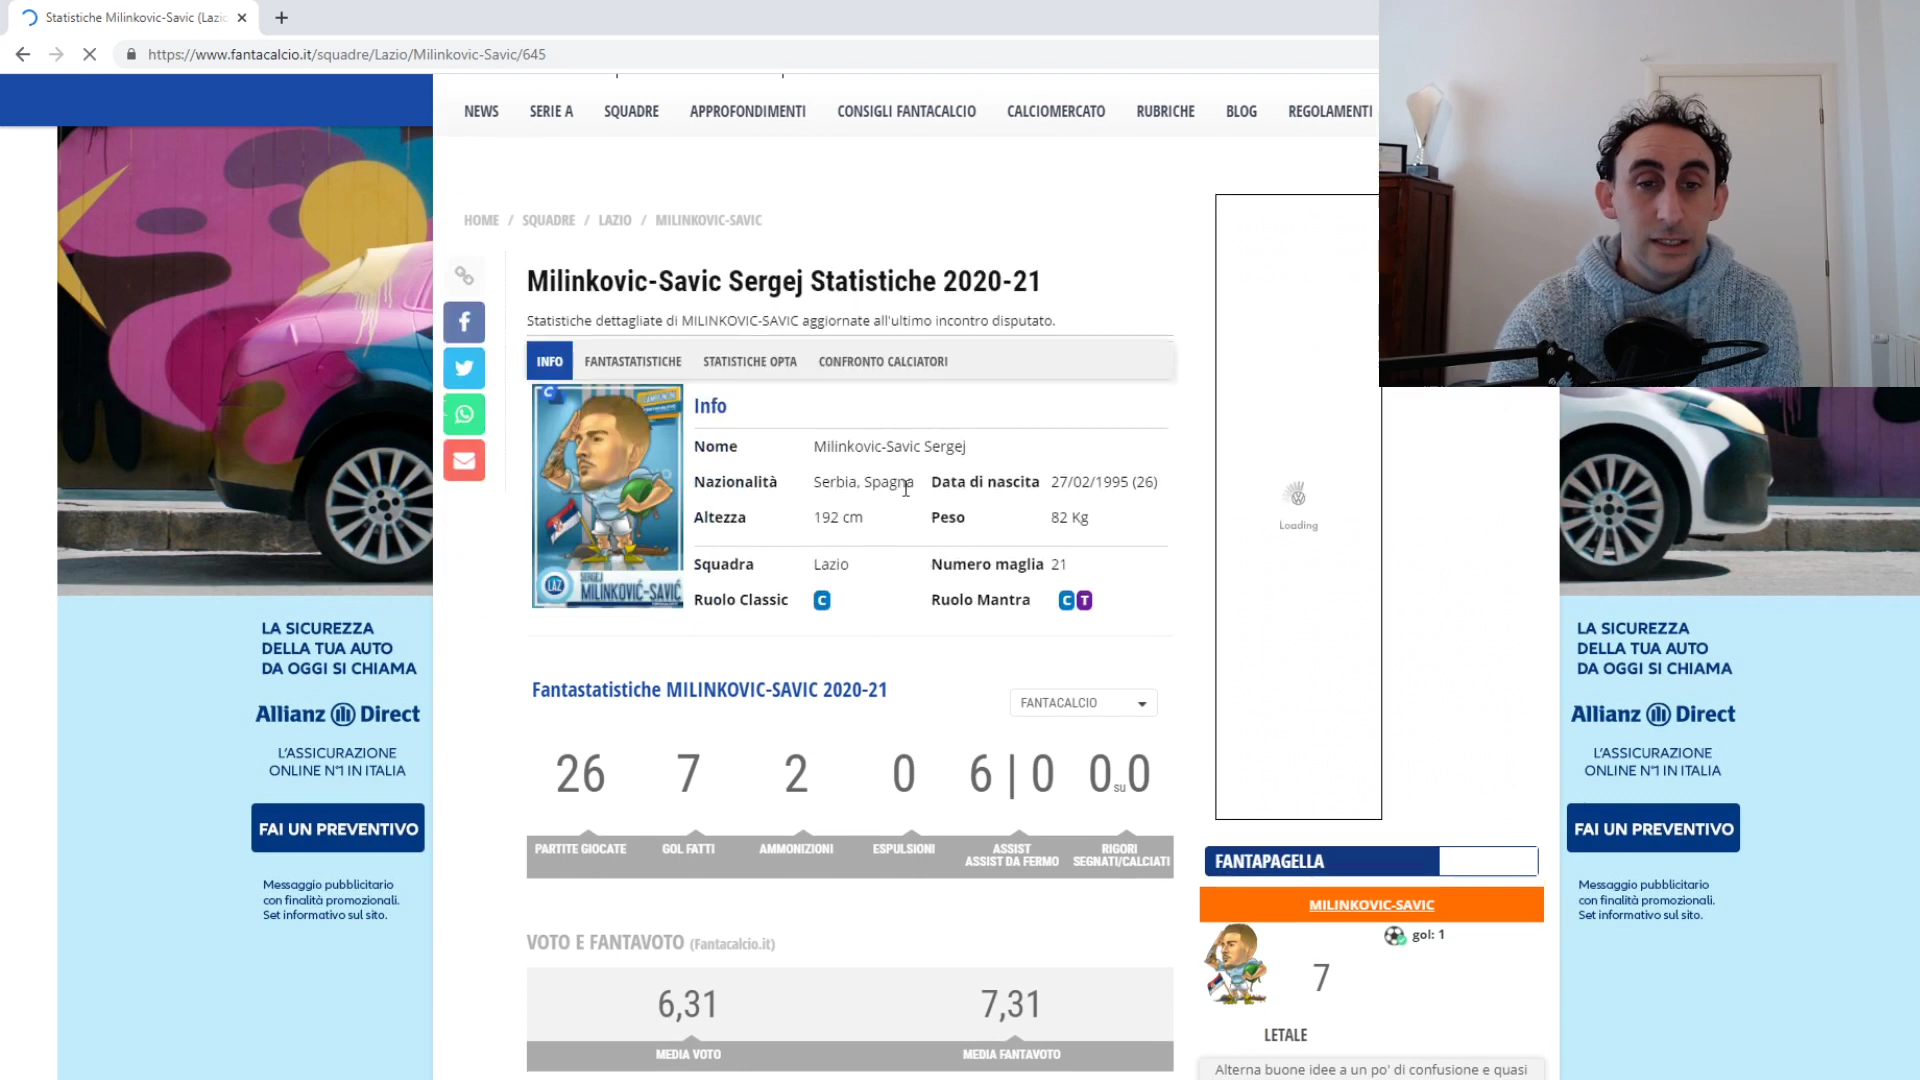 Statistiche Milinkovic-Savic (Lazio
https://www.fantacalcio.it/squadre/Lazio/Milinkovic-Savic/645
NEWS SERIE A SQUADRE APPROFONDIMENTI CONSIGLI FANTACALCIO CALCIOMERCATO RUBRICHE BLOG REGOLAMENTI
HOME / SQUADRE / LAZIO / MILINKOVIC-SAVIC
Milinkovic-Savic Sergej Statistiche 2020-21
Statistiche dettagliate di MILINKOVIC-SAVIC aggiornate all'ultimo incontro disputato.
INFO FANTASTATISTICHE STATISTICHE OPTA CONFRONTO CALCIATORI
Info
Nome Milinkovic-Savic Sergej
Nazionalità Serbia, Spagna Data di nascita 27/02/1995 (26)
Altezza 192 cm Peso 82 Kg
Squadra Lazio Numero maglia 21
Ruolo Classic C Ruolo Mantra C T
C
LAZ
SERGEJ
MILINKOVIĆ-SAVIĆ
Loading
Fantastatistiche MILINKOVIC-SAVIC 2020-21
FANTACALCIO
26 7 2 0 6 | 0 0 su 0
PARTITE GIOCATE GOL FATTI AMMONIZIONI ESPULSIONI ASSIST RIGORI
ASSIST DA FERMO SEGNATI/CALCIATI
VOTO E FANTAVOTO (Fantacalcio.it)
6,31 7,31
MEDIA VOTO MEDIA FANTAVOTO
FANTAPAGELLA
MILINKOVIC-SAVIC
gol: 1
7
LETALE
Alterna buone idee a un po' di confusione e quasi
LA SICUREZZA
DELLA TUA AUTO
DA OGGI SI CHIAMA
Allianz Direct
L'ASSICURAZIONE
ONLINE N°1 IN ITALIA
FAI UN PREVENTIVO
Messaggio pubblicitario
con finalità promozionali.
Set informativo sul sito.
LA SICUREZZA
DELLA TUA AUTO
DA OGGI SI CHIAMA
Allianz Direct
L'ASSICURAZIONE
ONLINE N°1 IN ITALIA
FAI UN PREVENTIVO
Messaggio pubblicitario
con finalità promozionali.
Set informativo sul sito.